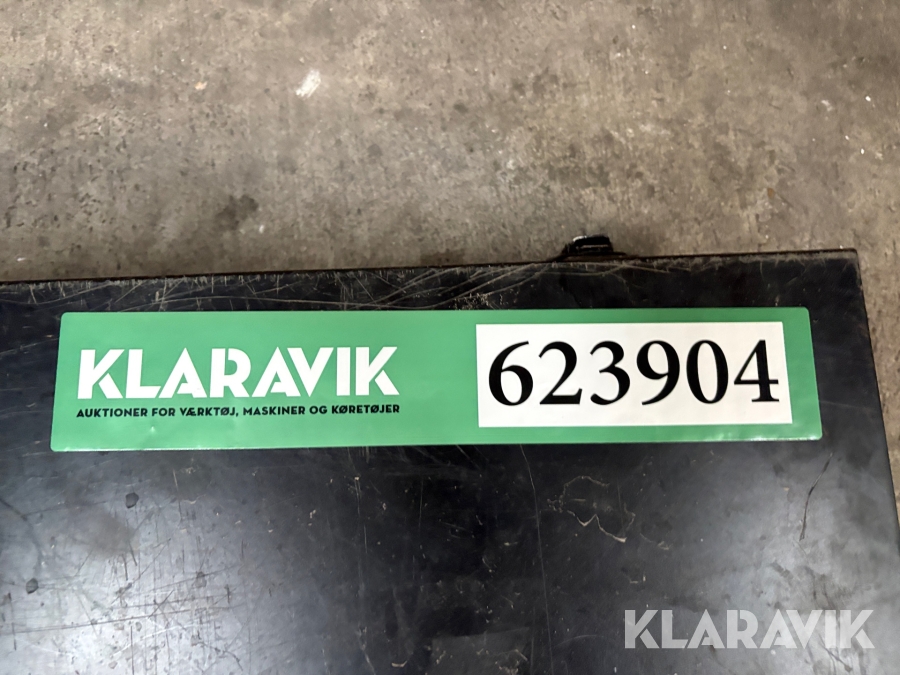 KLARAVIK
AUKTIONER FOR VÆRKTØJ, MASKINER OG KØRETØJER
623904
KLARAVIK